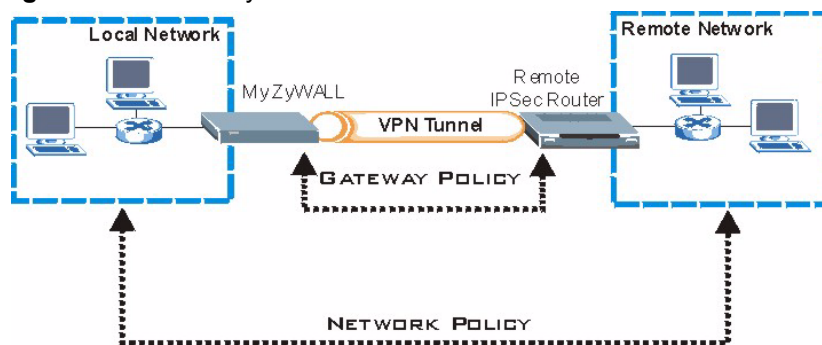 Local Network
Remote Network
MyZyWALL
Remote
IPSec Router
VPN Tunnel
GATEWAY POLICY
NETWORK POLICY